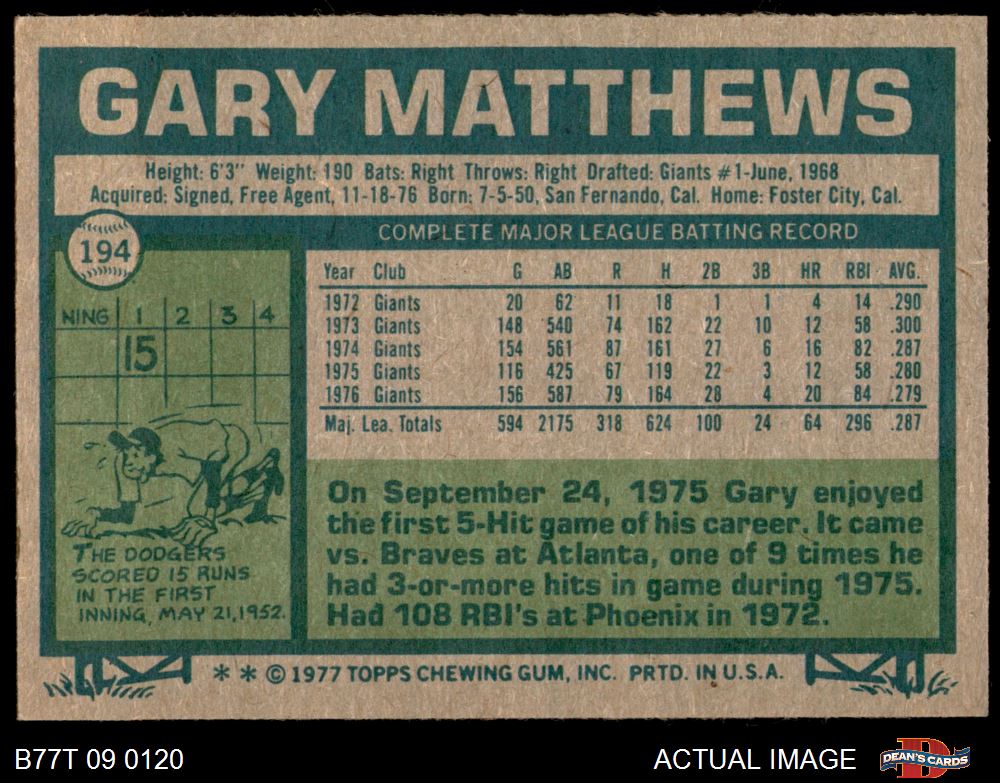 GARY MATTHEWS
Height: 6'3" Weight: 190 Bats: Right Throws: Right Drafted: Giants #1-June, 1968
Acquired: Signed, Free Agent, 11-18-76 Born: 7-5-50, San Fernando, Cal. Home: Foster City, Cal.
194
COMPLETE MAJOR LEAGUE BATTING RECORD
Year Club G AB R H 2B 3B HR RBI AVG.
1972 Giants 20 62 11 18 1 1 4 14 .290
1973 Giants 148 540 74 162 22 10 12 58 .300
1974 Giants 154 561 87 161 27 6 16 82 .287
1975 Giants 116 425 67 119 22 3 12 58 .280
1976 Giants 156 587 79 164 28 4 20 84 .279
Maj. Lea. Totals 594 2175 318 624 100 24 64 296 .287
NING 1 2 3 4
15
THE DODGERS
SCORED 15 RUNS
IN THE FIRST
INNING, MAY 21, 1952.
On September 24, 1975 Gary enjoyed
the first 5-Hit game of his career. It came
vs. Braves at Atlanta, one of 9 times he
had 3-or-more hits in game during 1975.
Had 108 RBI's at Phoenix in 1972.
* * © 1977 TOPPS CHEWING GUM, INC. PRTD. IN U.S.A.
B77T 09 0120
ACTUAL IMAGE
D
DEAN'S CARDS